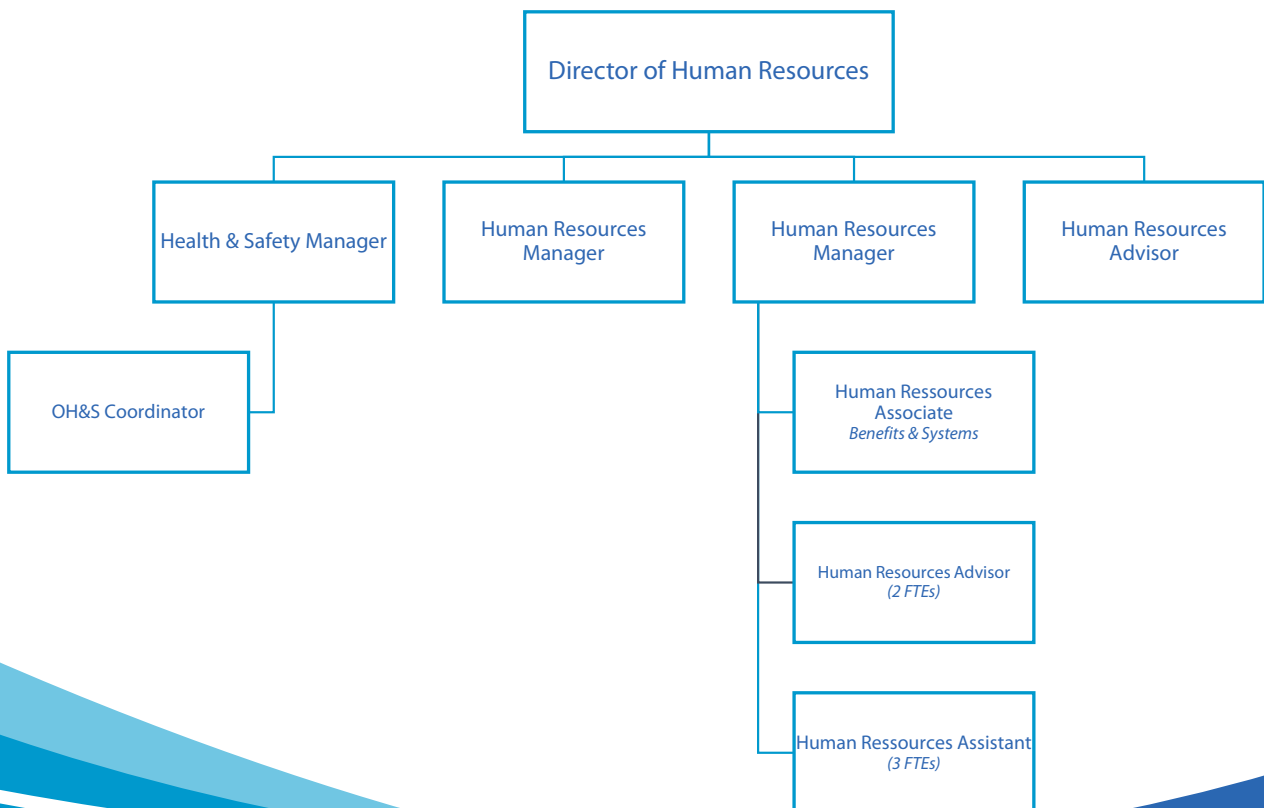 Director of Human Resources
Health & Safety Manager
Human Resources
Manager
Human Resources
Manager
Human Resources
Advisor
OH&S Coordinator
Human Ressources
Associate
Benefits & Systems
Human Resources Advisor
(2 FTEs)
Human Ressources Assistant
(3 FTEs)